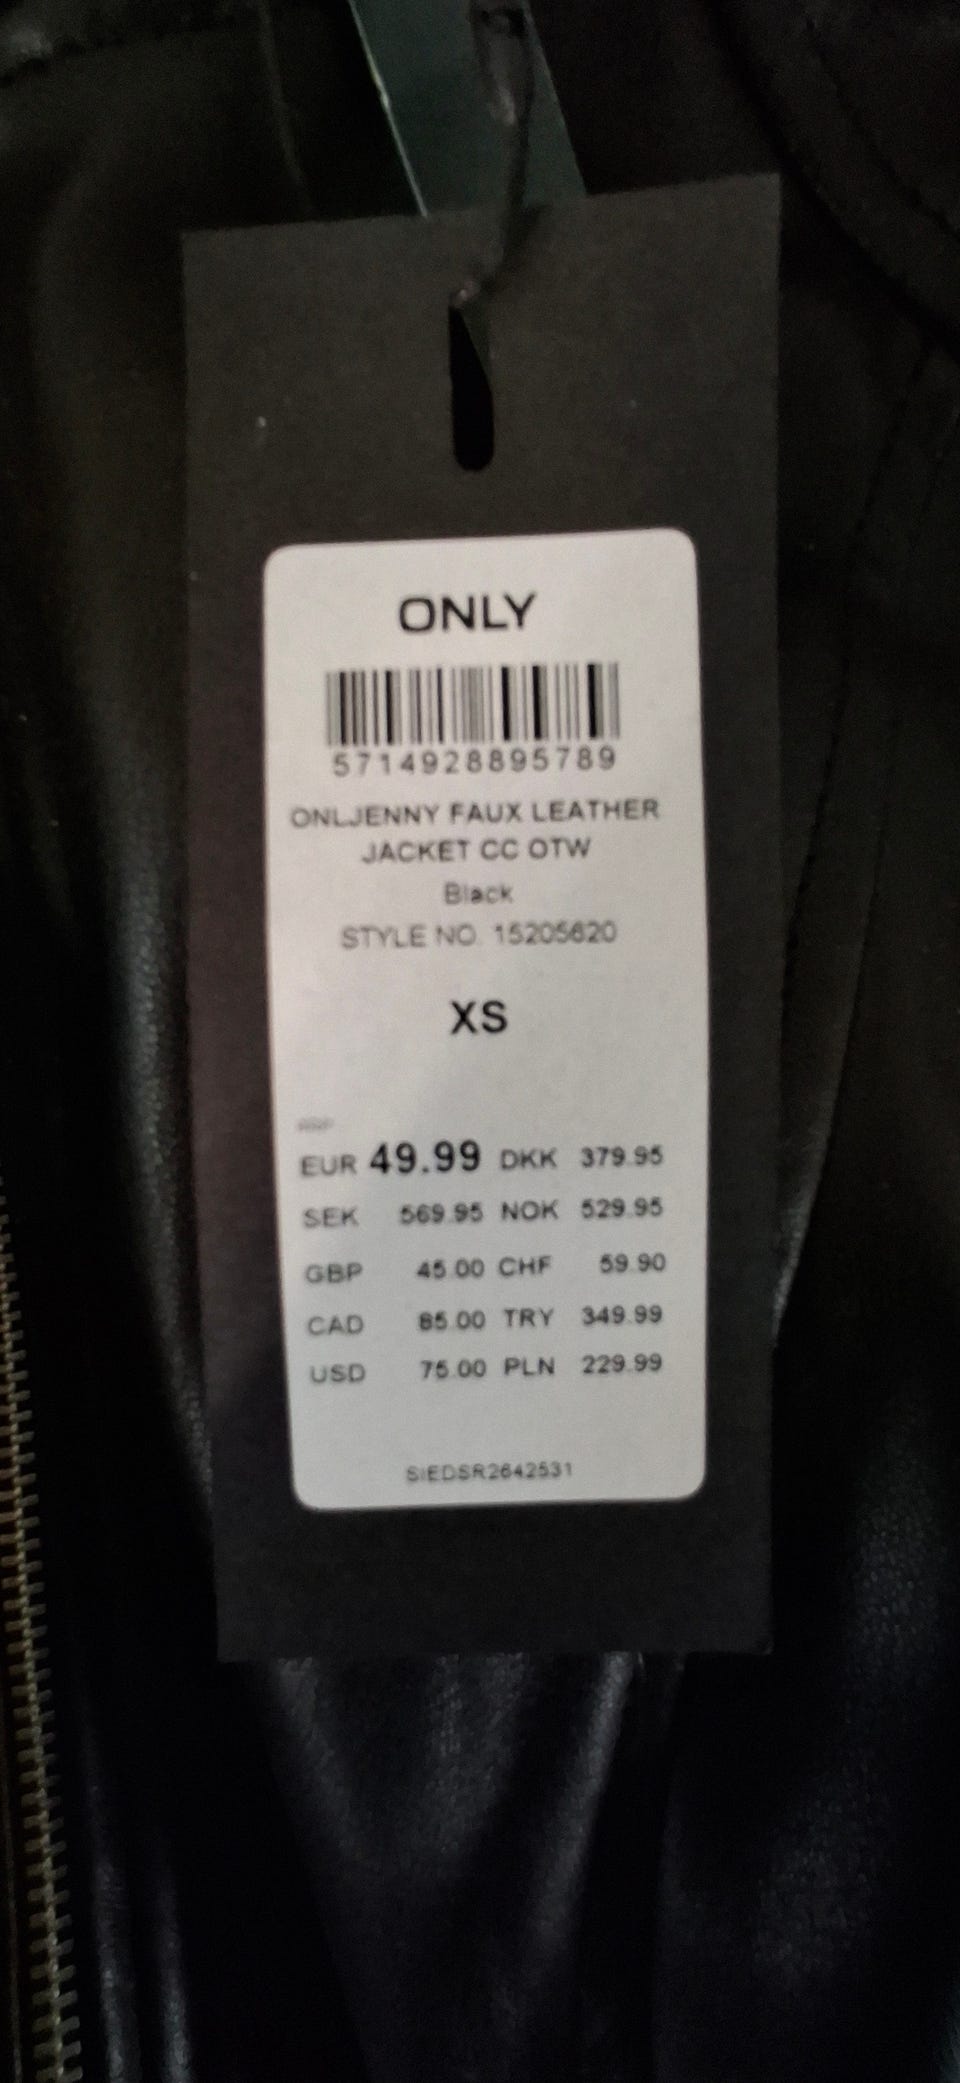 ONLY
5714928895789
ONLJENNY FAUX LEATHER
JACKET CC OTW
Black
STYLE NO. 15205620
XS
RRP
EUR 49.99 DKK 379.95
SEK 569.95 NOK 529.95
GBP 45.00 CHF 59.90
CAD 85.00 TRY 349.99
USD 75.00 PLN 229.99
SIEDSR2642531